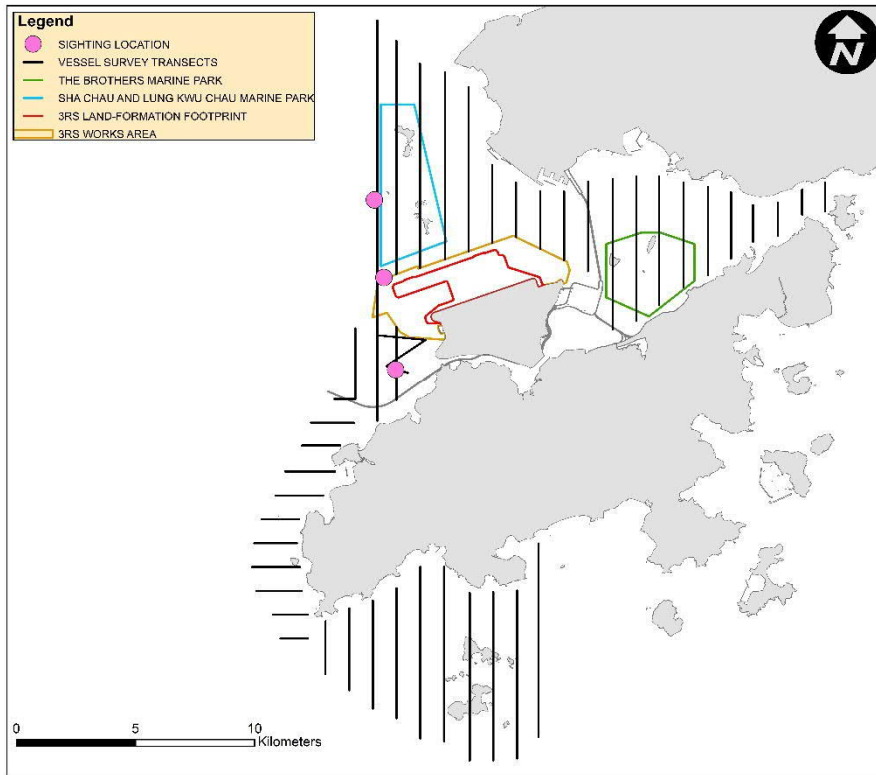 Legend
SIGHTING LOCATION
VESSEL SURVEY TRANSECTS
THE BROTHERS MARINE PARK
SHA CHAU AND LUNG KWU CHAU MARINE PARK
3RS LAND-FORMATION FOOTPRINT
3RS WORKS AREA
N
0 5 10
Kilometers